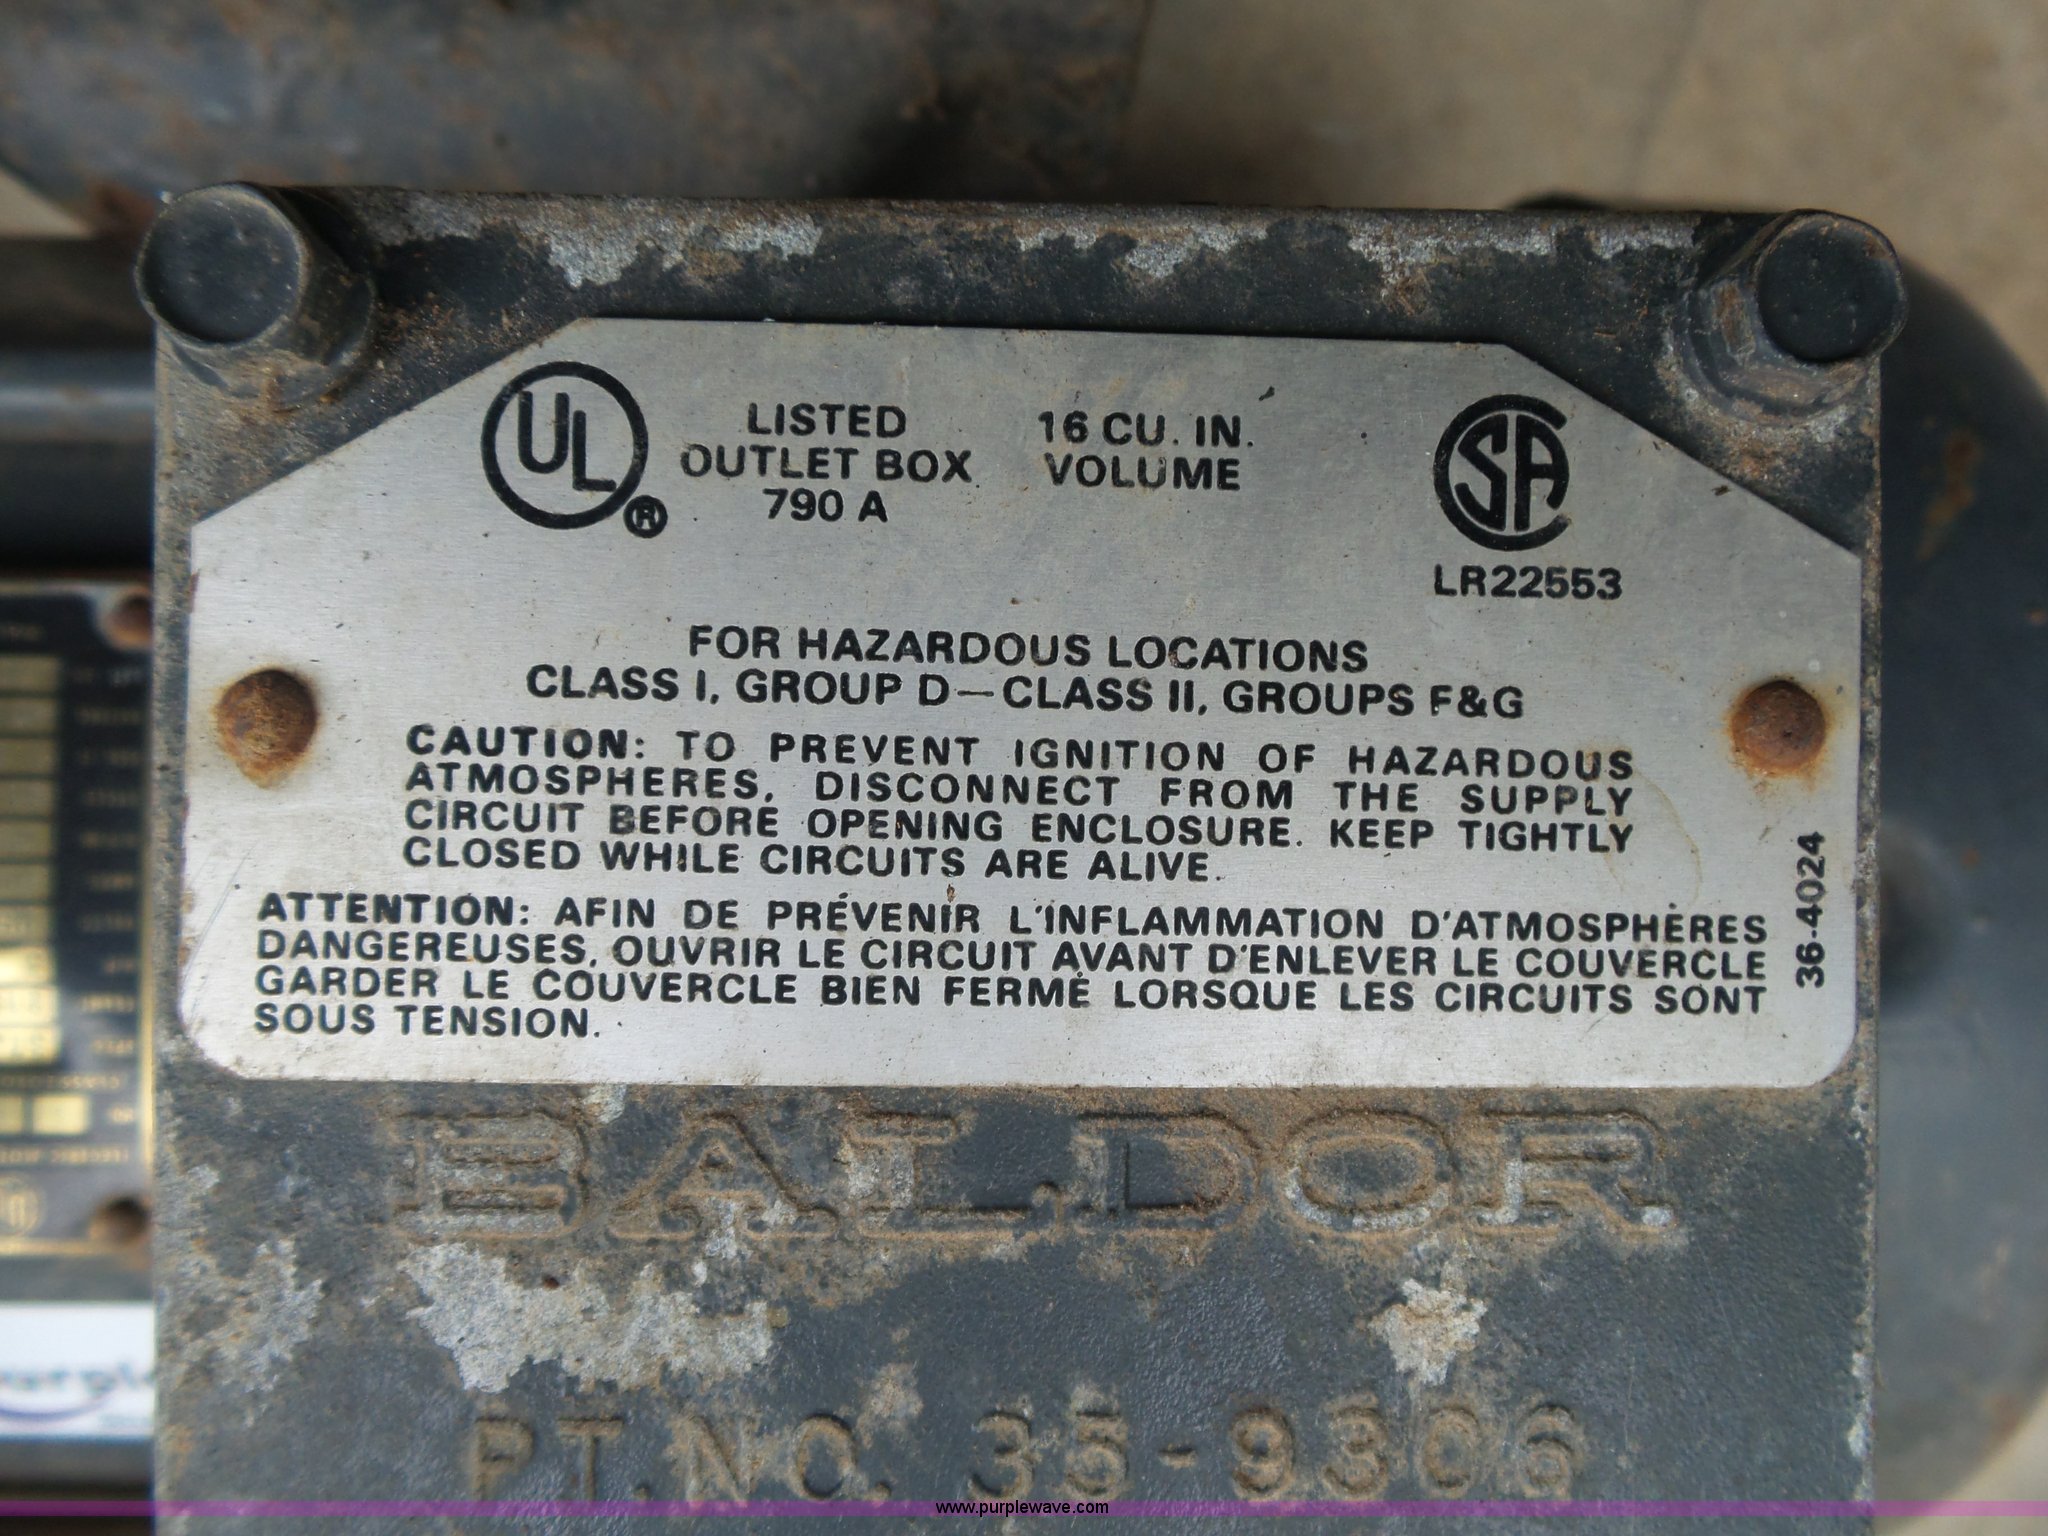 UL®
LISTED
OUTLET BOX
790 A
16 CU. IN.
VOLUME
SA
LR22553
FOR HAZARDOUS LOCATIONS
CLASS I, GROUP D—CLASS II, GROUPS F&G
CAUTION: TO PREVENT IGNITION OF HAZARDOUS
ATMOSPHERES, DISCONNECT FROM THE SUPPLY
CIRCUIT BEFORE OPENING ENCLOSURE. KEEP TIGHTLY
CLOSED WHILE CIRCUITS ARE ALIVE.
ATTENTION: AFIN DE PRÉVENIR L'INFLAMMATION D'ATMOSPHÈRES
DANGEREUSES, OUVRIR LE CIRCUIT AVANT D'ENLEVER LE COUVERCLE
GARDER LE COUVERCLE BIEN FERMÉ LORSQUE LES CIRCUITS SONT
SOUS TENSION.
36-4024
BALDOR
PT. NO. 35-9306
www.purplewave.com